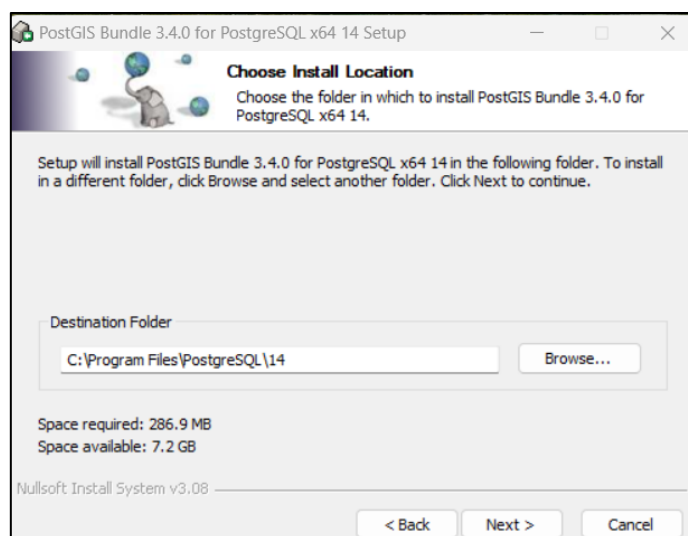 PostGIS Bundle 3.4.0 for PostgreSQL x64 14 Setup
Choose Install Location
Choose the folder in which to install PostGIS Bundle 3.4.0 for
PostgreSQL x64 14.
Setup will install PostGIS Bundle 3.4.0 for PostgreSQL x64 14 in the following folder. To install
in a different folder, click Browse and select another folder. Click Next to continue.
Destination Folder
C:\Program Files\PostgreSQL\14
Browse...
Space required: 286.9 MB
Space available: 7.2 GB
Nullsoft Install System v3.08
< Back
Next >
Cancel